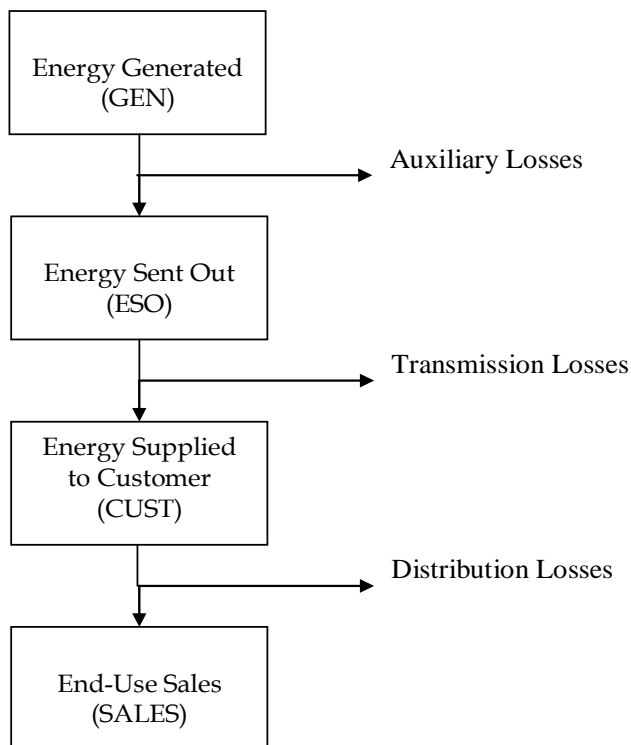 Energy Generated
(GEN)
Auxiliary Losses
Energy Sent Out
(ESO)
Transmission Losses
Energy Supplied
to Customer
(CUST)
Distribution Losses
End-Use Sales
(SALES)